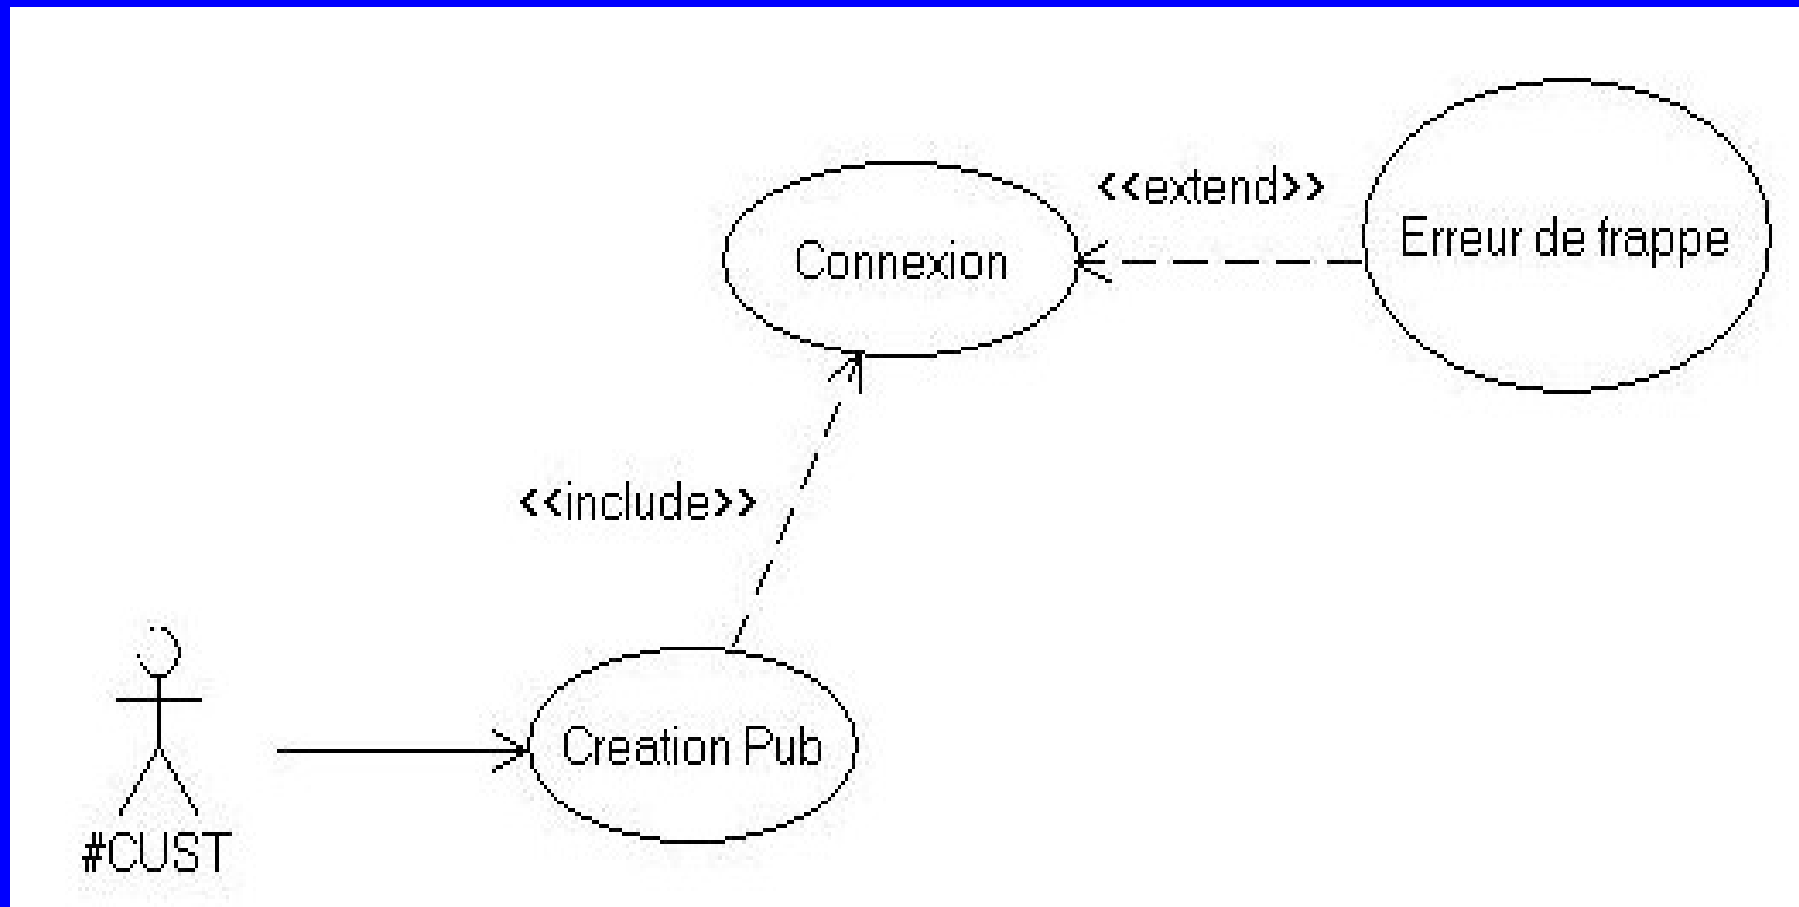 <<extend>>
Erreur de frappe
Connexion
<<include>>
Creation Pub
#CUST